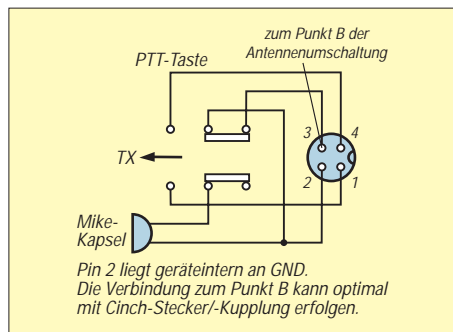 zum Punkt B der
Antennenumschaltung
PTT-Taste
3
4
TX
2
1
Mike-
Kapsel
Pin 2 liegt geräteintern an GND.
Die Verbindung zum Punkt B kann optimal
mit Cinch-Stecker/-Kupplung erfolgen.